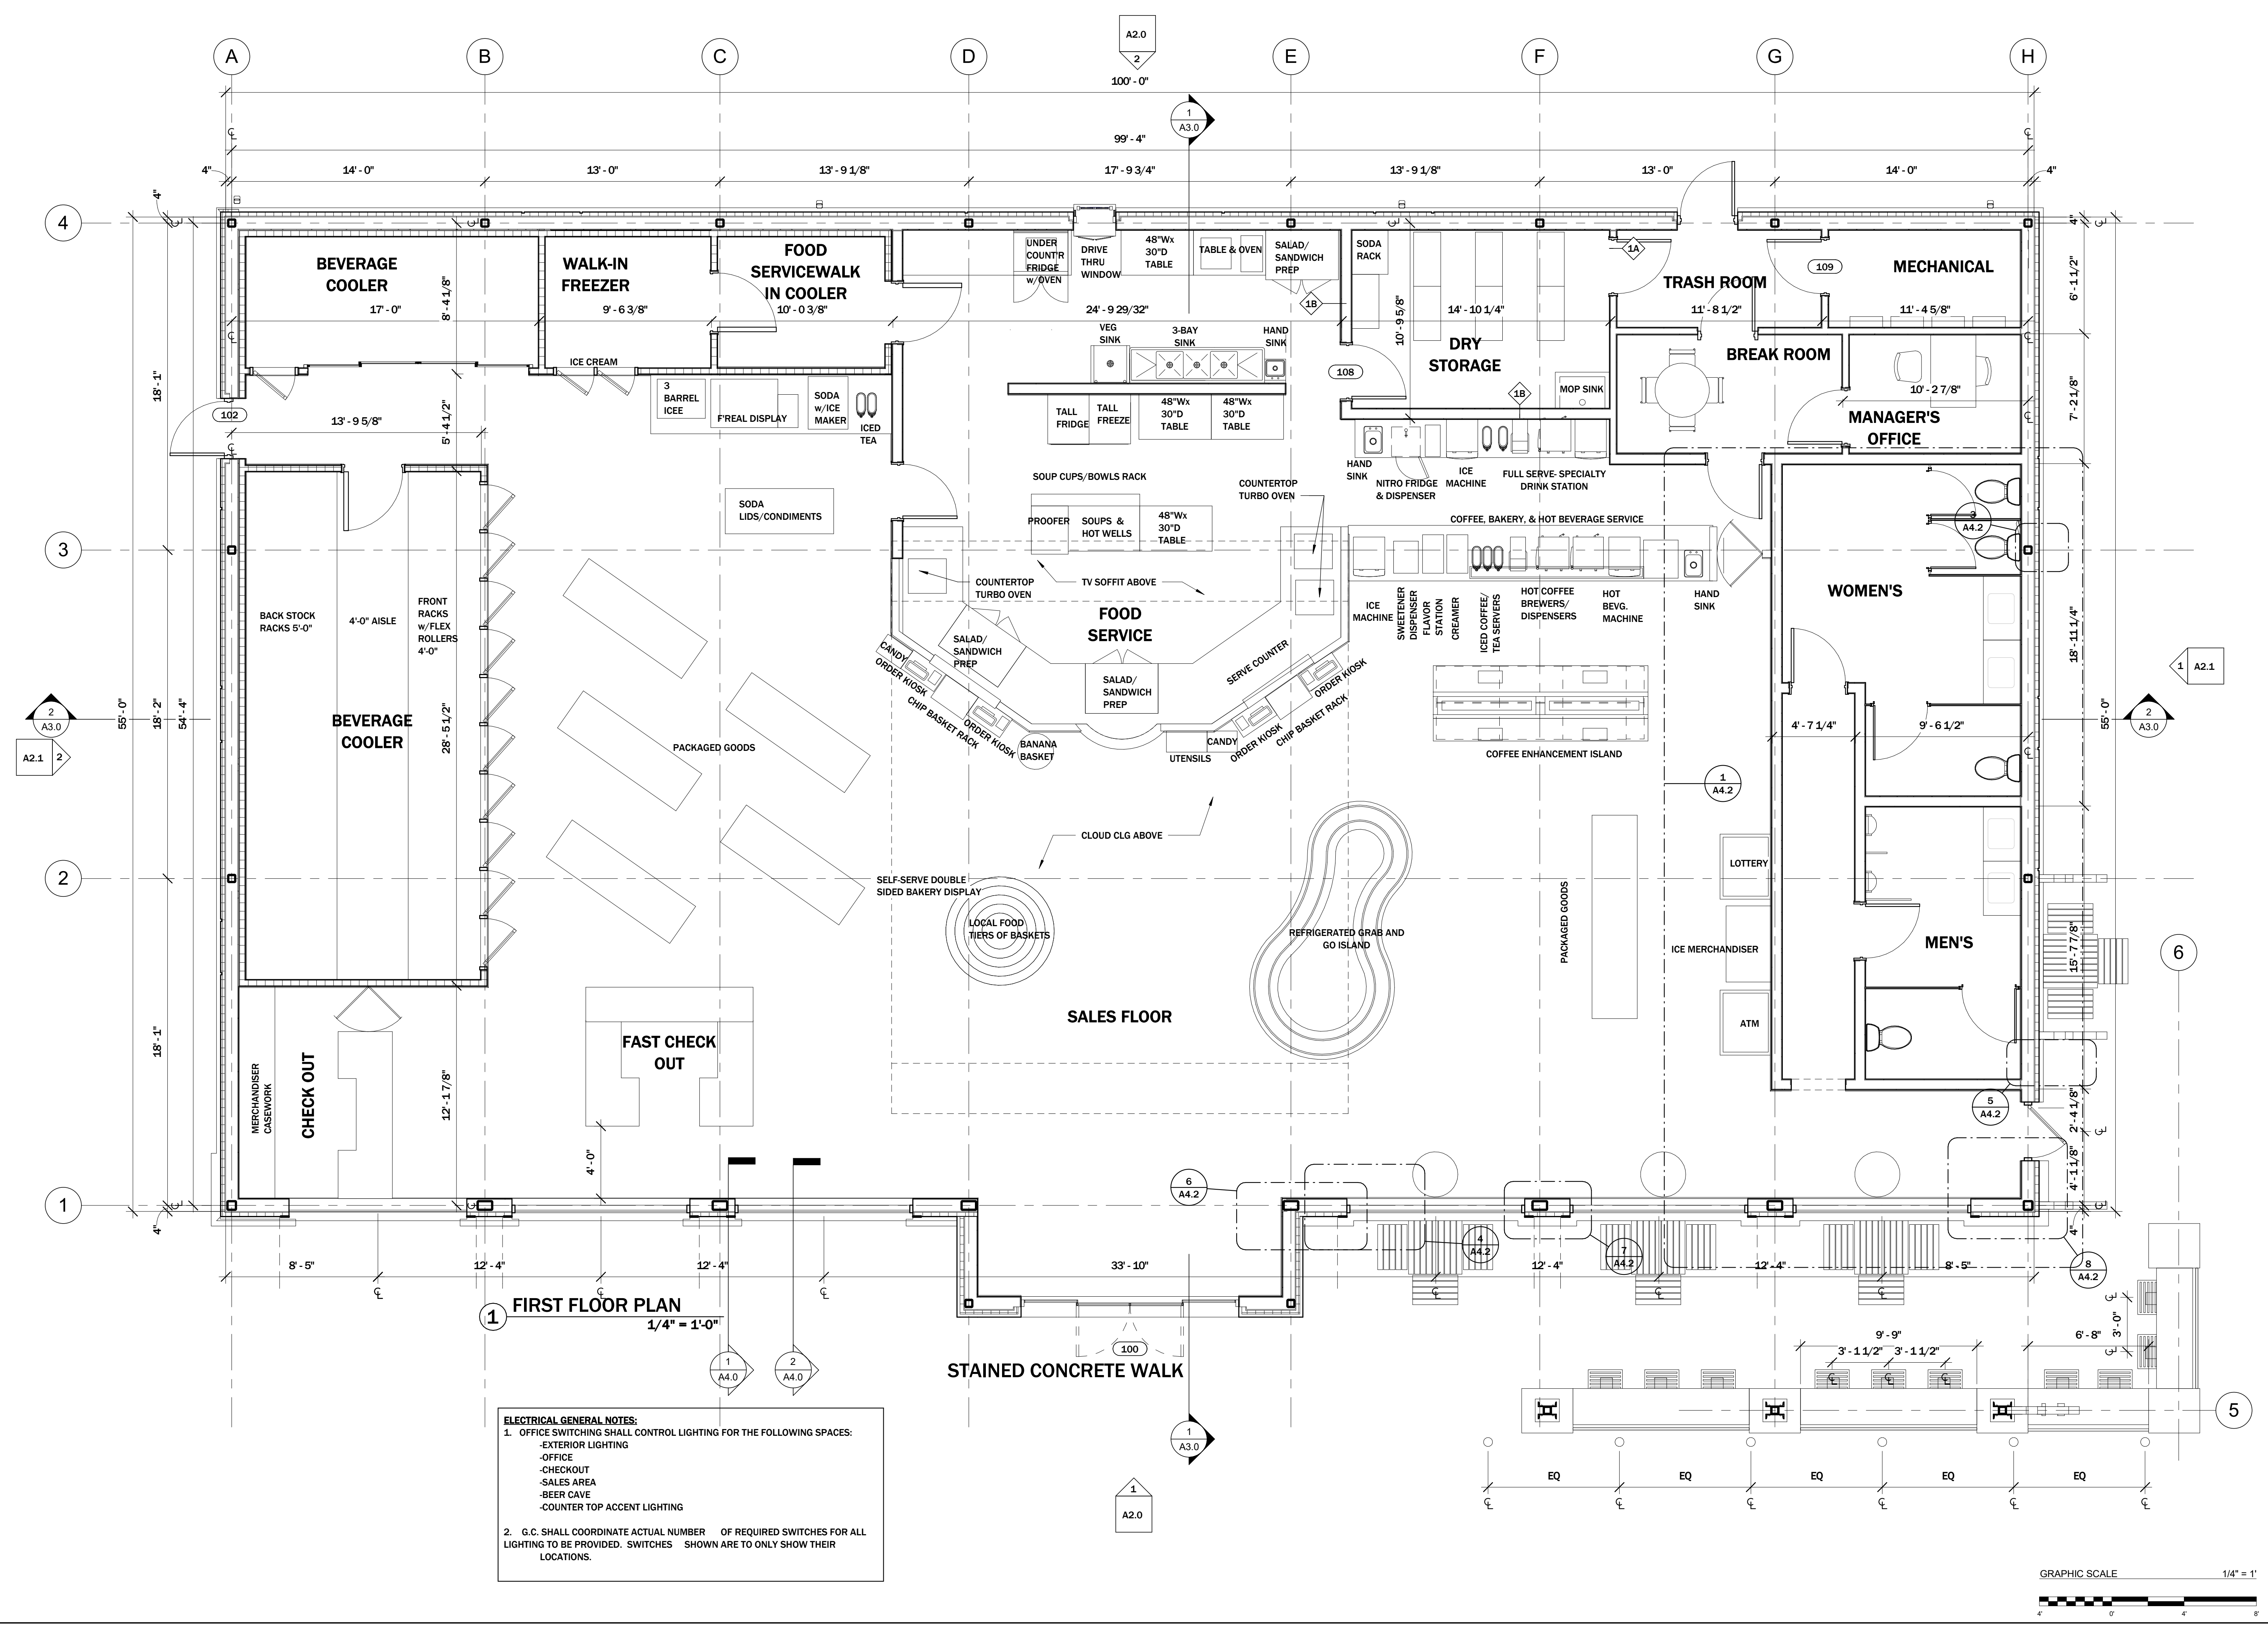 A2.0
2
A
B
C
D
E
F
G
H
100' - 0"
1
A3.0
99' - 4"
4"
14' - 0"
13' - 0"
13' - 9 1/8"
17' - 9 3/4"
13' - 9 1/8"
13' - 0"
14' - 0"
4"
4"
4
4"
BEVERAGE
COOLER
WALK-IN
FREEZER
FOOD
SERVICEWALK
IN COOLER
UNDER
COUNT'R
FRIDGE
w/OVEN
DRIVE
THRU
WINDOW
48"Wx
30"D
TABLE
TABLE & OVEN
SALAD/
SANDWICH
PREP
SODA
RACK
1A
TRASH ROOM
109
MECHANICAL
6' - 1 1/2"
8' - 4 1/8"
17' - 0"
9' - 6 3/8"
10' - 0 3/8"
24' - 9 29/32"
1B
10' - 9 5/8"
14' - 10 1/4"
11' - 8 1/2"
11' - 4 5/8"
VEG
SINK
3-BAY
SINK
HAND
SINK
DRY
STORAGE
BREAK ROOM
ICE CREAM
108
MOP SINK
1B
10' - 2 7/8"
MANAGER'S
OFFICE
7' - 2 1/8"
18' - 1"
3
BARREL
ICEE
F'REAL DISPLAY
SODA
w/ICE
MAKER
ICED
TEA
TALL
FRIDGE
TALL
FREEZE
48"Wx
30"D
TABLE
48"Wx
30"D
TABLE
102
13' - 9 5/8"
5' - 4 1/2"
HAND
SINK
NITRO FRIDGE
& DISPENSER
ICE
MACHINE
FULL SERVE- SPECIALTY
DRINK STATION
SOUP CUPS/BOWLS RACK
COUNTERTOP
TURBO OVEN
SODA
LIDS/CONDIMENTS
PROOFER
SOUPS &
HOT WELLS
48"Wx
30"D
TABLE
COFFEE, BAKERY, & HOT BEVERAGE SERVICE
3
A4.2
3
COUNTERTOP
TURBO OVEN
TV SOFFIT ABOVE
FOOD
SERVICE
ICE
MACHINE
SWEETENER
DISPENSER
FLAVOR
STATION
CREAMER
ICED COFFEE/
TEA SERVERS
HOT COFFEE
BREWERS/
DISPENSERS
HOT
BEVG.
MACHINE
HAND
SINK
WOMEN'S
18' - 11 1/4"
BACK STOCK
RACKS 5'-0"
4'-0" AISLE
FRONT
RACKS
w/FLEX
ROLLERS
4'-0"
SALAD/
SANDWICH
PREP
SALAD/
SANDWICH
PREP
SERVE COUNTER
CANDY
ORDER KIOSK
CHIP BASKET RACK
ORDER KIOSK
BANANA
BASKET
UTENSILS
CANDY
ORDER KIOSK
CHIP BASKET RACK
ORDER KIOSK
1
A2.1
2
A3.0
A2.1
2
55' - 0"
18' - 2"
54' - 4"
BEVERAGE
COOLER
28' - 5 1/2"
PACKAGED GOODS
COFFEE ENHANCEMENT ISLAND
4' - 7 1/4"
9' - 6 1/2"
55' - 0"
2
A3.0
1
A4.2
CLOUD CLG ABOVE
2
SELF-SERVE DOUBLE
SIDED BAKERY DISPLAY
LOCAL FOOD
TIERS OF BASKETS
REFRIGERATED GRAB AND
GO ISLAND
PACKAGED GOODS
LOTTERY
ICE MERCHANDISER
ATM
MEN'S
15' - 7 7/8"
6
SALES FLOOR
18' - 1"
MERCHANDISER
CASEWORK
CHECK OUT
12' - 1 7/8"
FAST CHECK
OUT
4' - 0"
5
A4.2
2' - 4 1/8"
4' - 1 1/8"
6
A4.2
1
4"
4"
4
A4.2
7
A4.2
8
A4.2
8' - 5"
12' - 4"
12' - 4"
33' - 10"
12' - 4"
12' - 4"
8' - 5"
1
FIRST FLOOR PLAN
1/4" = 1'-0"
1
A4.0
2
A4.0
100
STAINED CONCRETE WALK
9' - 9"
3' - 1 1/2"
3' - 1 1/2"
6' - 8"
3' - 0"
5
1
A3.0
EQ
EQ
EQ
EQ
EQ
1
A2.0
ELECTRICAL GENERAL NOTES:
1. OFFICE SWITCHING SHALL CONTROL LIGHTING FOR THE FOLLOWING SPACES:
-EXTERIOR LIGHTING
-OFFICE
-CHECKOUT
-SALES AREA
-BEER CAVE
-COUNTER TOP ACCENT LIGHTING
2. G.C. SHALL COORDINATE ACTUAL NUMBER OF REQUIRED SWITCHES FOR ALL
LIGHTING TO BE PROVIDED. SWITCHES SHOWN ARE TO ONLY SHOW THEIR
LOCATIONS.
GRAPHIC SCALE 1/4" = 1'
4' 0' 4' 8'